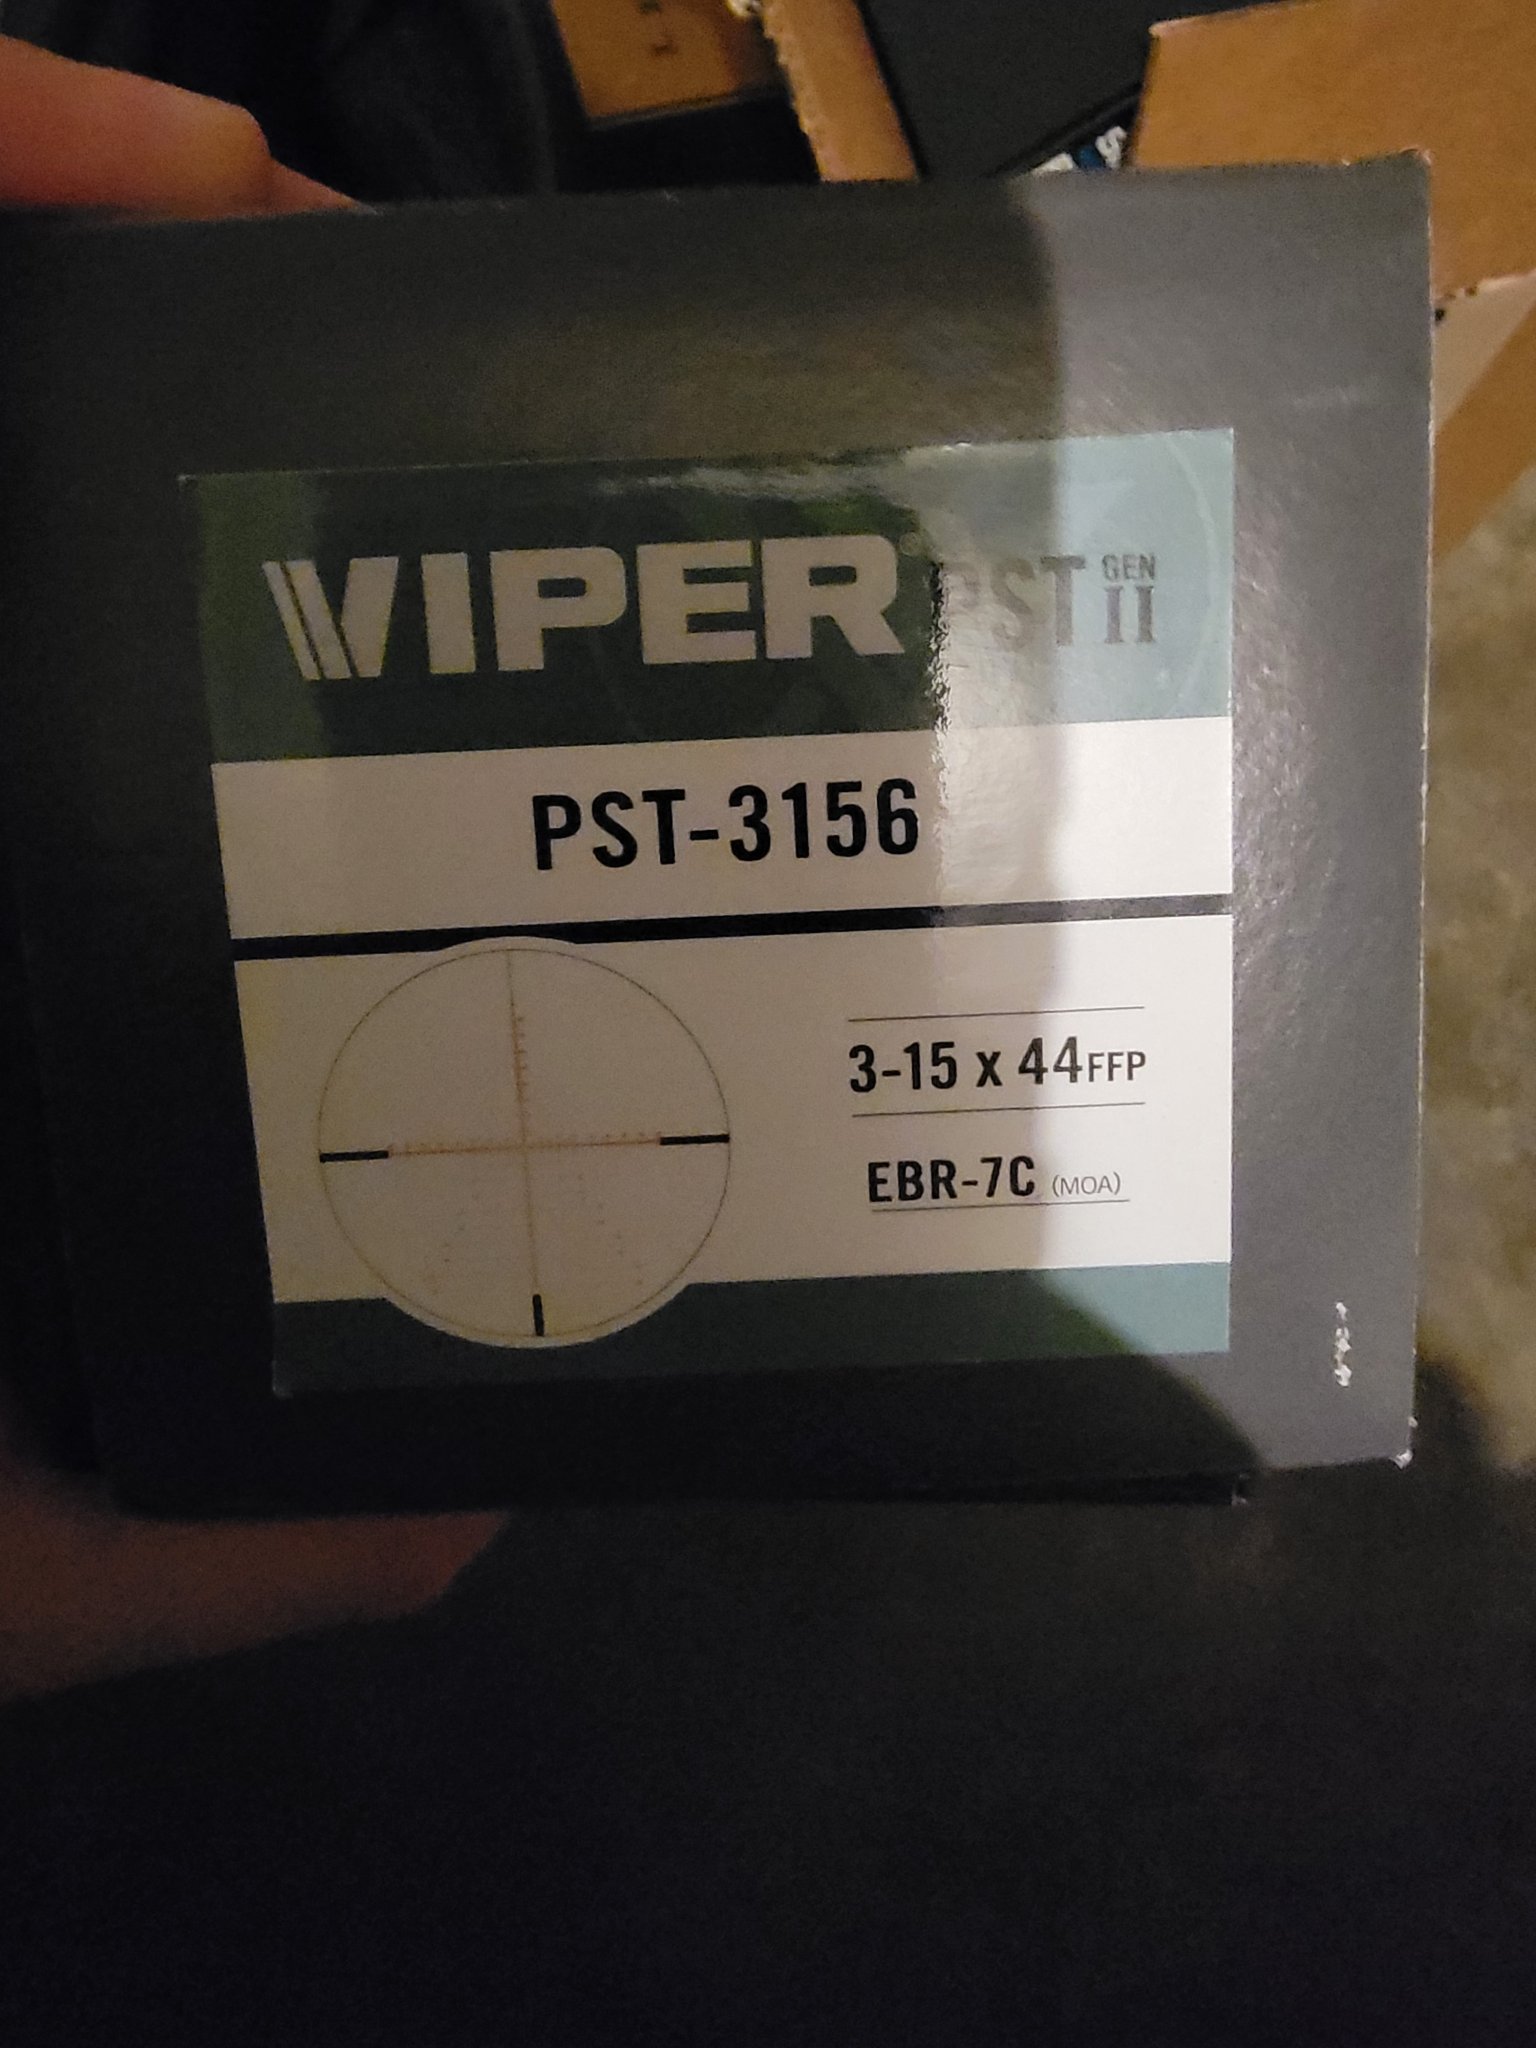 VIPER® PST GEN II
PST-3156
3-15 x 44FFP
EBR-7C (MOA)